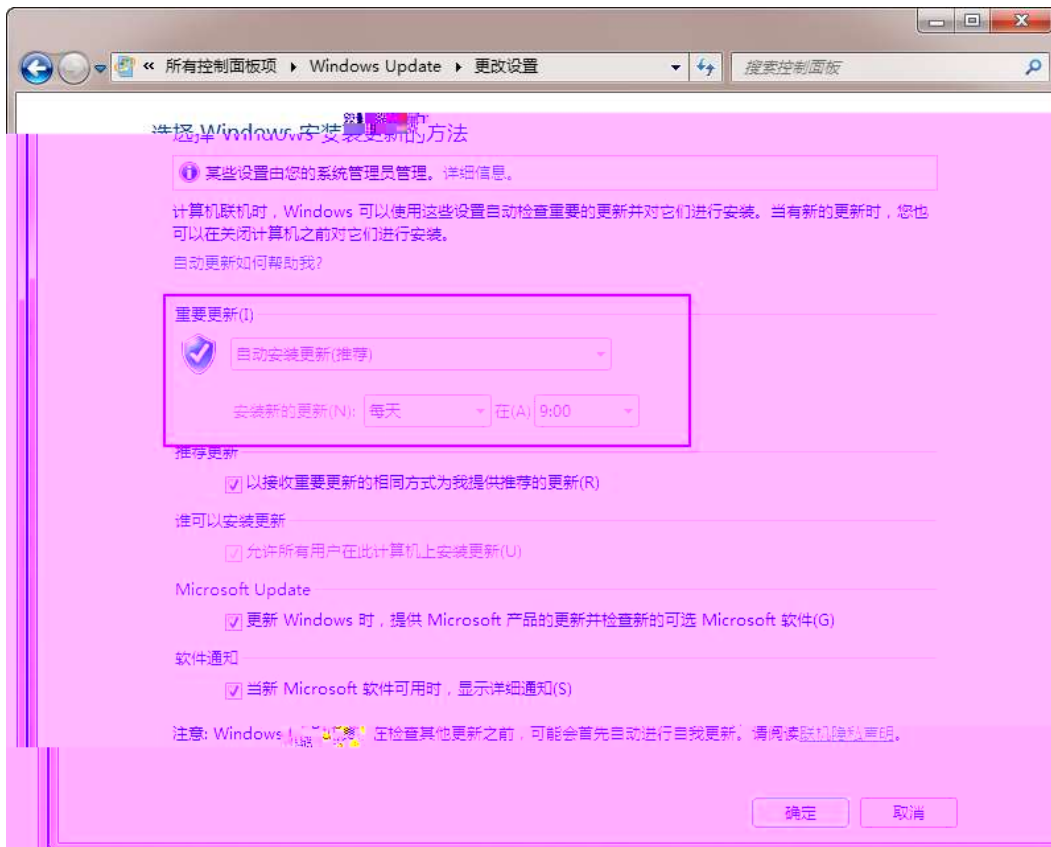 « 所有控制面板项 ▸ Windows Update ▸ 更改设置
搜索控制面板
选择 Windows 安装更新的方法
某些设置由您的系统管理员管理。详细信息。
计算机联机时，Windows 可以使用这些设置自动检查重要的更新并对它们进行安装。当有新的更新时，您也
可以在关闭计算机之前对它们进行安装。
自动更新如何帮助我?
重要更新(I)
自动安装更新(推荐)
安装新的更新(N): 每天 在(A) 9:00
推荐更新
以接收重要更新的相同方式为我提供推荐的更新(R)
谁可以安装更新
允许所有用户在此计算机上安装更新(U)
Microsoft Update
更新 Windows 时，提供 Microsoft 产品的更新并检查新的可选 Microsoft 软件(G)
软件通知
当新 Microsoft 软件可用时，显示详细通知(S)
注意: Windows 在检查其他更新之前，可能会首先自动进行自我更新。请阅读联机隐私声明。
确定 取消